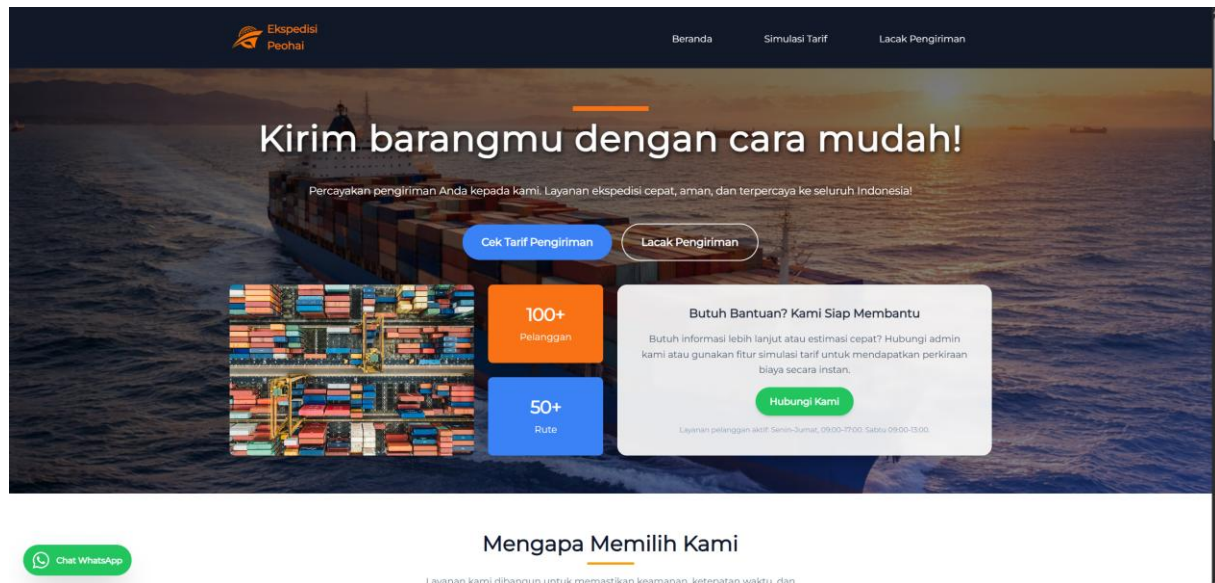 Ekspedisi
Peohai
Beranda
Simulasi Tarif
Lacak Pengiriman
Kirim barangmu dengan cara mudah!
Percayakan pengiriman Anda kepada kami. Layanan ekspedisi cepat, aman, dan terpercaya ke seluruh Indonesia!
Cek Tarif Pengiriman
Lacak Pengiriman
100+
Pelanggan
50+
Rute
Butuh Bantuan? Kami Siap Membantu
Butuh informasi lebih lanjut atau estimasi cepat? Hubungi admin
kami atau gunakan fitur simulasi tarif untuk mendapatkan perkiraan
biaya secara instan.
Hubungi Kami
Layanan pelanggan aktif: Senin-Jumat, 09:00-17:00. Sabtu 09:00-13:00.
Mengapa Memilih Kami
Layanan kami dibangun untuk memastikan keamanan, ketepatan waktu, dan
Chat WhatsApp